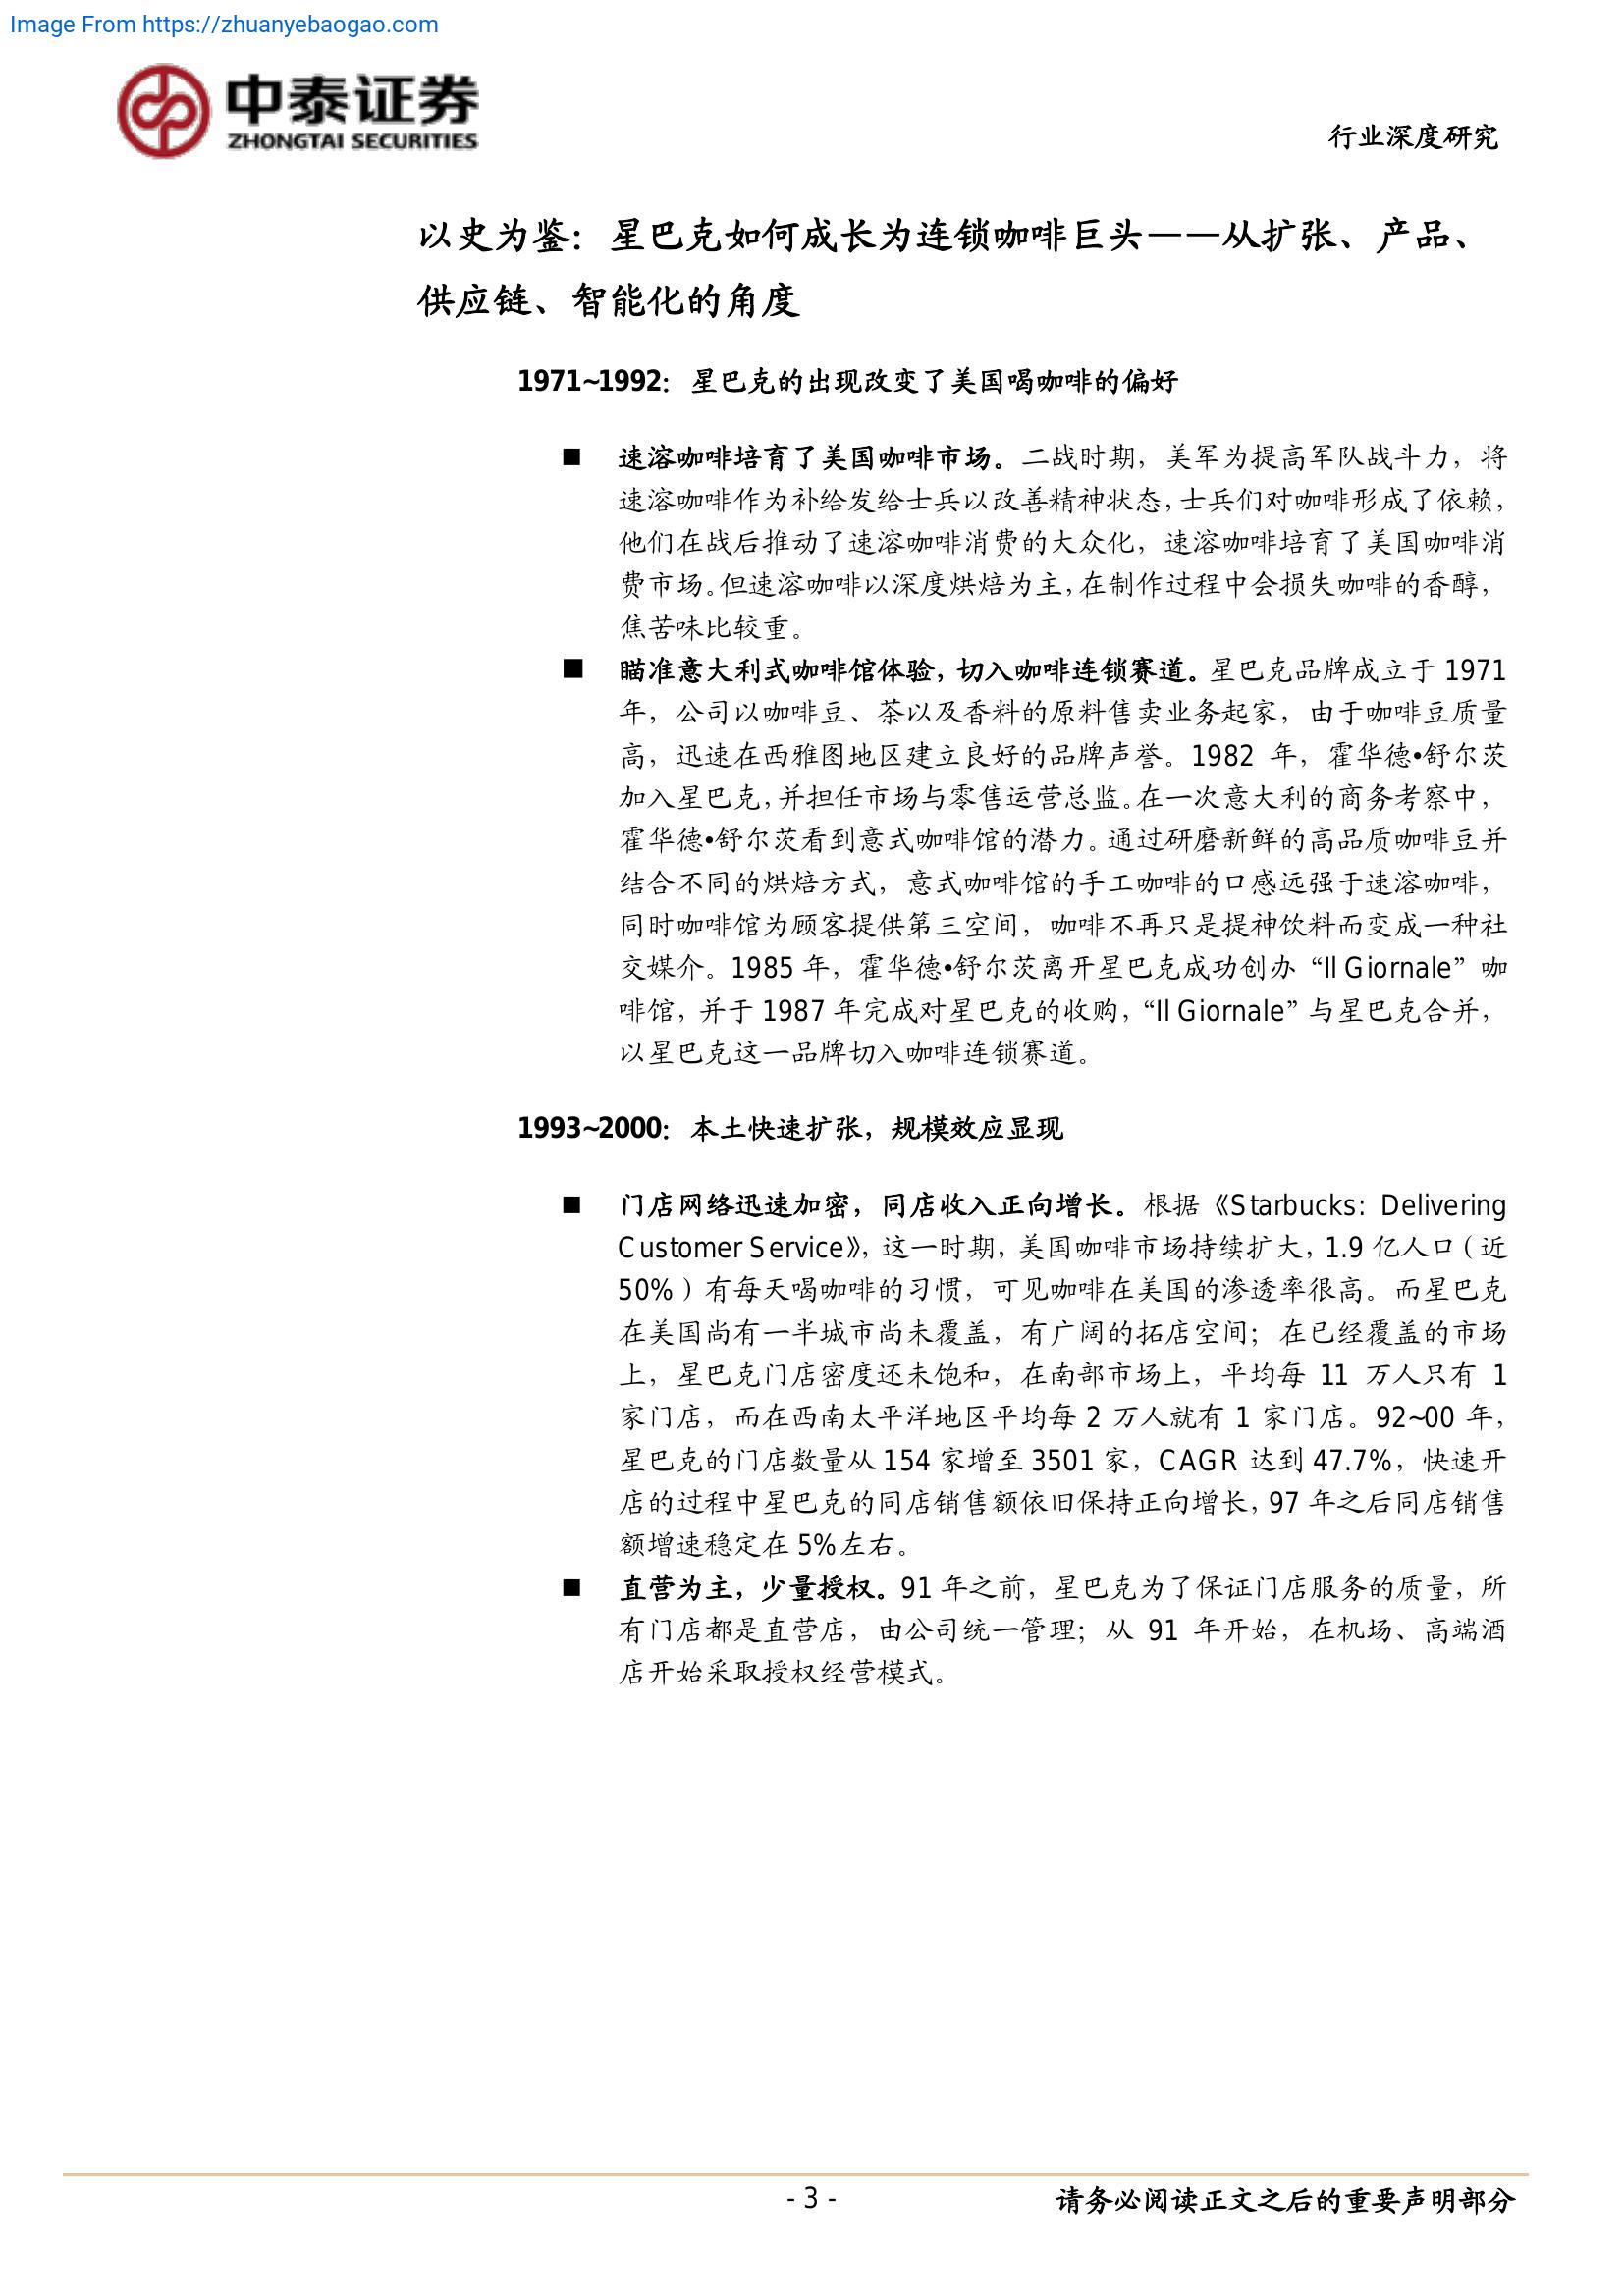 Image From https://zhuanyebaogao.com
中泰证券
ZHONGTAI SECURITIES
行业深度研究
以史为鉴：星巴克如何成长为连锁咖啡巨头——从扩张、产品、
供应链、智能化的角度
1971~1992：星巴克的出现改变了美国喝咖啡的偏好
■ 速溶咖啡培育了美国咖啡市场。二战时期，美军为提高军队战斗力，将
速溶咖啡作为补给发给士兵以改善精神状态，士兵们对咖啡形成了依赖，
他们在战后推动了速溶咖啡消费的大众化，速溶咖啡培育了美国咖啡消
费市场。但速溶咖啡以深度烘焙为主，在制作过程中会损失咖啡的香醇，
焦苦味比较重。
■ 瞄准意大利式咖啡馆体验，切入咖啡连锁赛道。星巴克品牌成立于 1971
年，公司以咖啡豆、茶以及香料的原料售卖业务起家，由于咖啡豆质量
高，迅速在西雅图地区建立良好的品牌声誉。1982 年，霍华德•舒尔茨
加入星巴克，并担任市场与零售运营总监。在一次意大利的商务考察中，
霍华德•舒尔茨看到意式咖啡馆的潜力。通过研磨新鲜的高品质咖啡豆并
结合不同的烘焙方式，意式咖啡馆的手工咖啡的口感远强于速溶咖啡，
同时咖啡馆为顾客提供第三空间，咖啡不再只是提神饮料而变成一种社
交媒介。1985 年，霍华德•舒尔茨离开星巴克成功创办“Il Giornale”咖
啡馆，并于 1987 年完成对星巴克的收购，“Il Giornale”与星巴克合并，
以星巴克这一品牌切入咖啡连锁赛道。
1993~2000：本土快速扩张，规模效应显现
■ 门店网络迅速加密，同店收入正向增长。根据《Starbucks: Delivering
Customer Service》，这一时期，美国咖啡市场持续扩大，1.9 亿人口（近
50%）有每天喝咖啡的习惯，可见咖啡在美国的渗透率很高。而星巴克
在美国尚有一半城市尚未覆盖，有广阔的拓店空间；在已经覆盖的市场
上，星巴克门店密度还未饱和，在南部市场上，平均每 11 万人只有 1
家门店，而在西南太平洋地区平均每 2 万人就有 1 家门店。92~00 年，
星巴克的门店数量从 154 家增至 3501 家，CAGR 达到 47.7%，快速开
店的过程中星巴克的同店销售额依旧保持正向增长，97 年之后同店销售
额增速稳定在 5%左右。
■ 直营为主，少量授权。91 年之前，星巴克为了保证门店服务的质量，所
有门店都是直营店，由公司统一管理；从 91 年开始，在机场、高端酒
店开始采取授权经营模式。
- 3 -
请务必阅读正文之后的重要声明部分